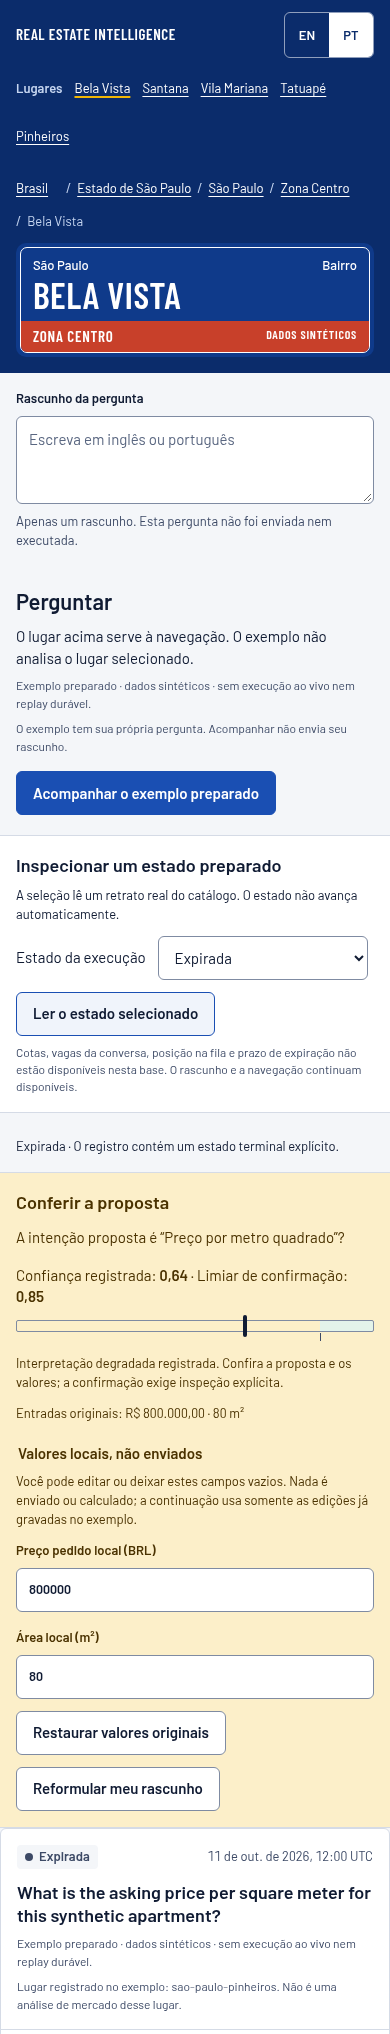 REAL ESTATE INTELLIGENCE
EN PT
Lugares Bela Vista Santana Vila Mariana Tatuapé
Pinheiros
Brasil / Estado de São Paulo / São Paulo / Zona Centro
/ Bela Vista
São Paulo Bairro
BELA VISTA
ZONA CENTRO DADOS SINTÉTICOS
Rascunho da pergunta
Escreva em inglês ou português
Apenas um rascunho. Esta pergunta não foi enviada nem
executada.
Perguntar
O lugar acima serve à navegação. O exemplo não
analisa o lugar selecionado.
Exemplo preparado · dados sintéticos · sem execução ao vivo nem
replay durável.
O exemplo tem sua própria pergunta. Acompanhar não envia seu
rascunho.
Acompanhar o exemplo preparado
Inspecionar um estado preparado
A seleção lê um retrato real do catálogo. O estado não avança
automaticamente.
Estado da execução Expirada
Ler o estado selecionado
Cotas, vagas da conversa, posição na fila e prazo de expiração não
estão disponíveis nesta base. O rascunho e a navegação continuam
disponíveis.
Expirada · O registro contém um estado terminal explícito.
Conferir a proposta
A intenção proposta é “Preço por metro quadrado”?
Confiança registrada: 0,64 · Limiar de confirmação:
0,85
Interpretação degradada registrada. Confira a proposta e os
valores; a confirmação exige inspeção explícita.
Entradas originais: R$ 800.000,00 · 80 m²
Valores locais, não enviados
Você pode editar ou deixar estes campos vazios. Nada é
enviado ou calculado; a continuação usa somente as edições já
gravadas no exemplo.
Preço pedido local (BRL)
800000
Área local (m²)
80
Restaurar valores originais
Reformular meu rascunho
Expirada 11 de out. de 2026, 12:00 UTC
What is the asking price per square meter for
this synthetic apartment?
Exemplo preparado · dados sintéticos · sem execução ao vivo nem
replay durável.
Lugar registrado no exemplo: sao-paulo-pinheiros. Não é uma
análise de mercado desse lugar.